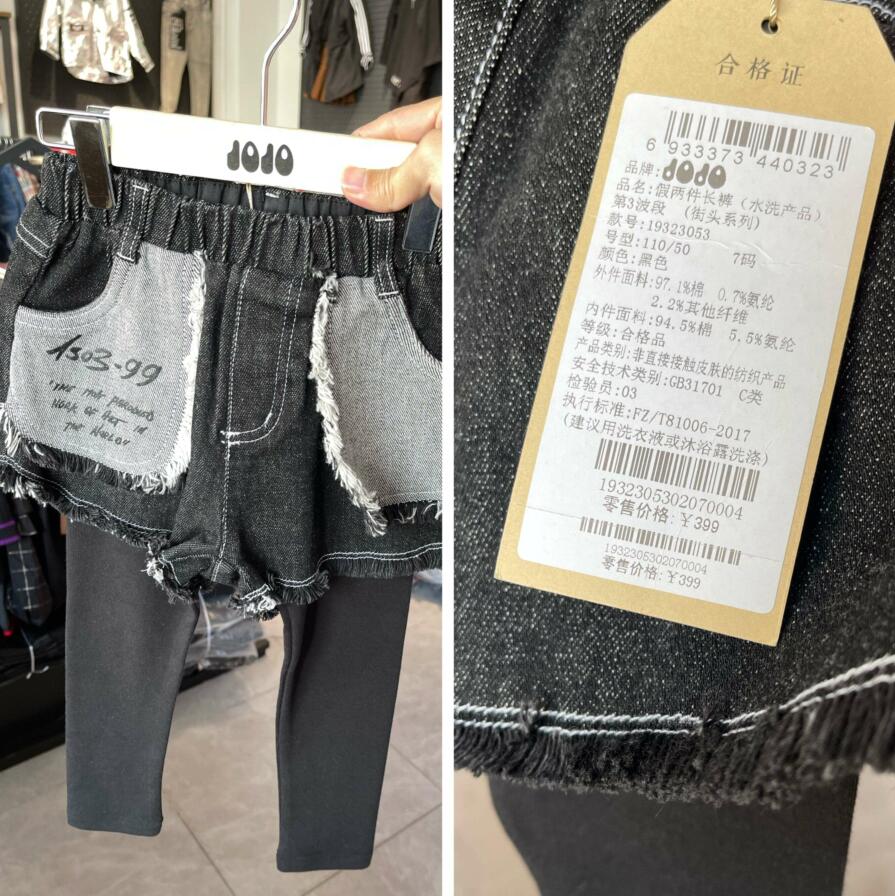 JOJO
1303-99
合格证
6 933373 440323
品牌:JOJO
品名:假两件长裤（水洗产品）
第3波段 （街头系列）
款号:19323053
号型:110/50 7码
颜色:黑色
外件面料:97.1%棉 0.7%氨纶
2.2%其他纤维
内件面料:94.5%棉 5.5%氨纶
等级:合格品
产品类别:非直接接触皮肤的纺织产品
安全技术类别:GB31701 C类
检验员:03
执行标准:FZ/T81006-2017
(建议用洗衣液或沐浴露洗涤)
1932305302070004
零售价格:￥399
1932305302070004
零售价格:￥399